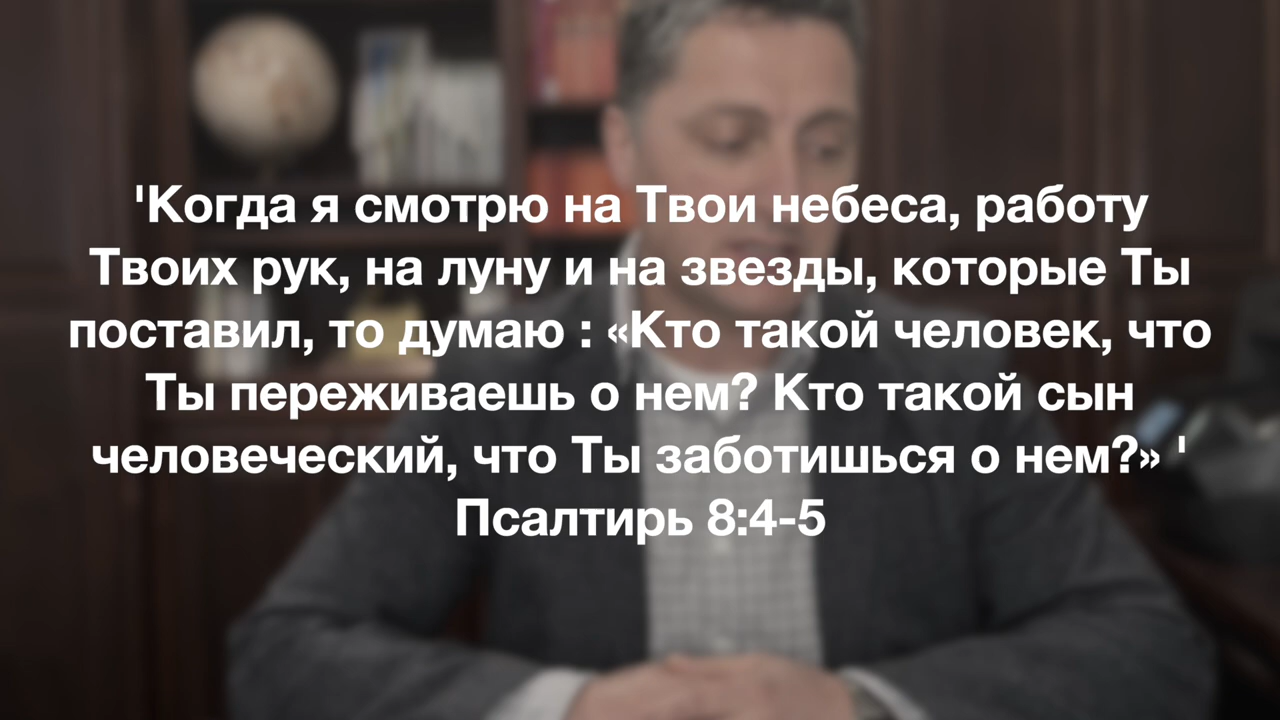 'Когда я смотрю на Твои небеса, работу
Твоих рук, на луну и на звезды, которые Ты
поставил, то думаю : «Кто такой человек, что
Ты переживаешь о нем? Кто такой сын
человеческий, что Ты заботишься о нем?» '
Псалтирь 8:4-5